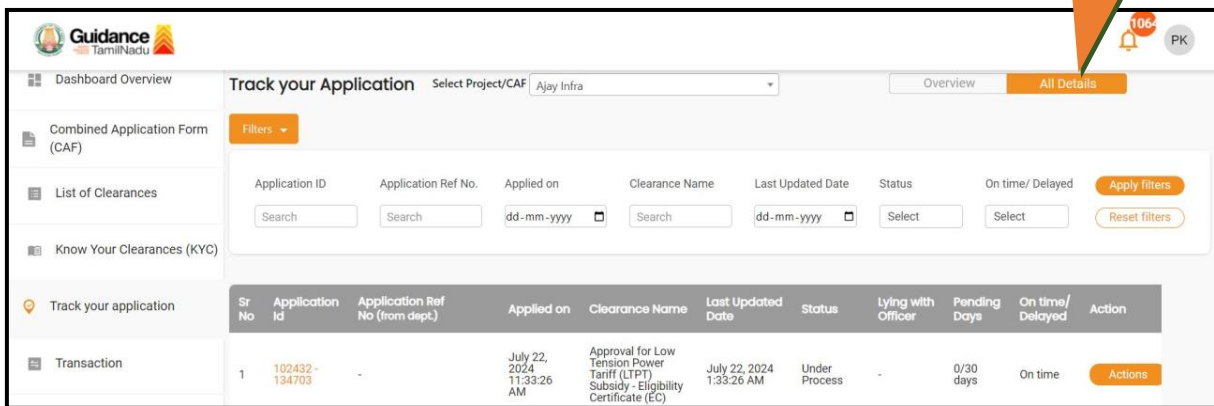 Guidance
TamilNadu
1064
PK
Dashboard Overview
Track your Application Select Project/CAF Ajay Infra Overview All Details
Combined Application Form
(CAF)
Filters
List of Clearances
Application ID Application Ref No. Applied on Clearance Name Last Updated Date Status On time/ Delayed Apply filters
Search Search dd-mm-yyyy Search dd-mm-yyyy Select Select Reset filters
Know Your Clearances (KYC)
Track your application
Sr
No
Application
Id
Application Ref
No (from dept.)
Applied on
Clearance Name
Last Updated
Date
Status
Lying with
Officer
Pending
Days
On time/
Delayed
Action
Transaction
1
102432 -
134703
-
July 22,
2024
11:33:26
AM
Approval for Low
Tension Power
Tariff (LTPT)
Subsidy - Eligibility
Certificate (EC)
July 22, 2024
1:33:26 AM
Under
Process
-
0/30
days
On time
Actions